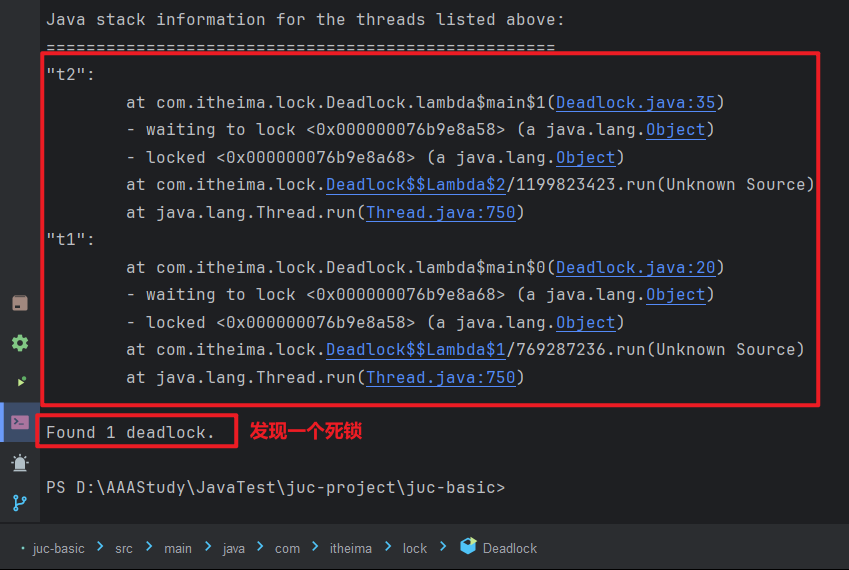 Java stack information for the threads listed above:
===================================================
"t2":
        at com.itheima.lock.Deadlock.lambda$main$1(Deadlock.java:35)
        - waiting to lock <0x000000076b9e8a58> (a java.lang.Object)
        - locked <0x000000076b9e8a68> (a java.lang.Object)
        at com.itheima.lock.Deadlock$$Lambda$2/1199823423.run(Unknown Source)
        at java.lang.Thread.run(Thread.java:750)
"t1":
        at com.itheima.lock.Deadlock.lambda$main$0(Deadlock.java:20)
        - waiting to lock <0x000000076b9e8a68> (a java.lang.Object)
        - locked <0x000000076b9e8a58> (a java.lang.Object)
        at com.itheima.lock.Deadlock$$Lambda$1/769287236.run(Unknown Source)
        at java.lang.Thread.run(Thread.java:750)
Found 1 deadlock. 发现一个死锁
PS D:\AAAStudy\JavaTest\juc-project\juc-basic>
juc-basic > src > main > java > com > itheima > lock > Deadlock